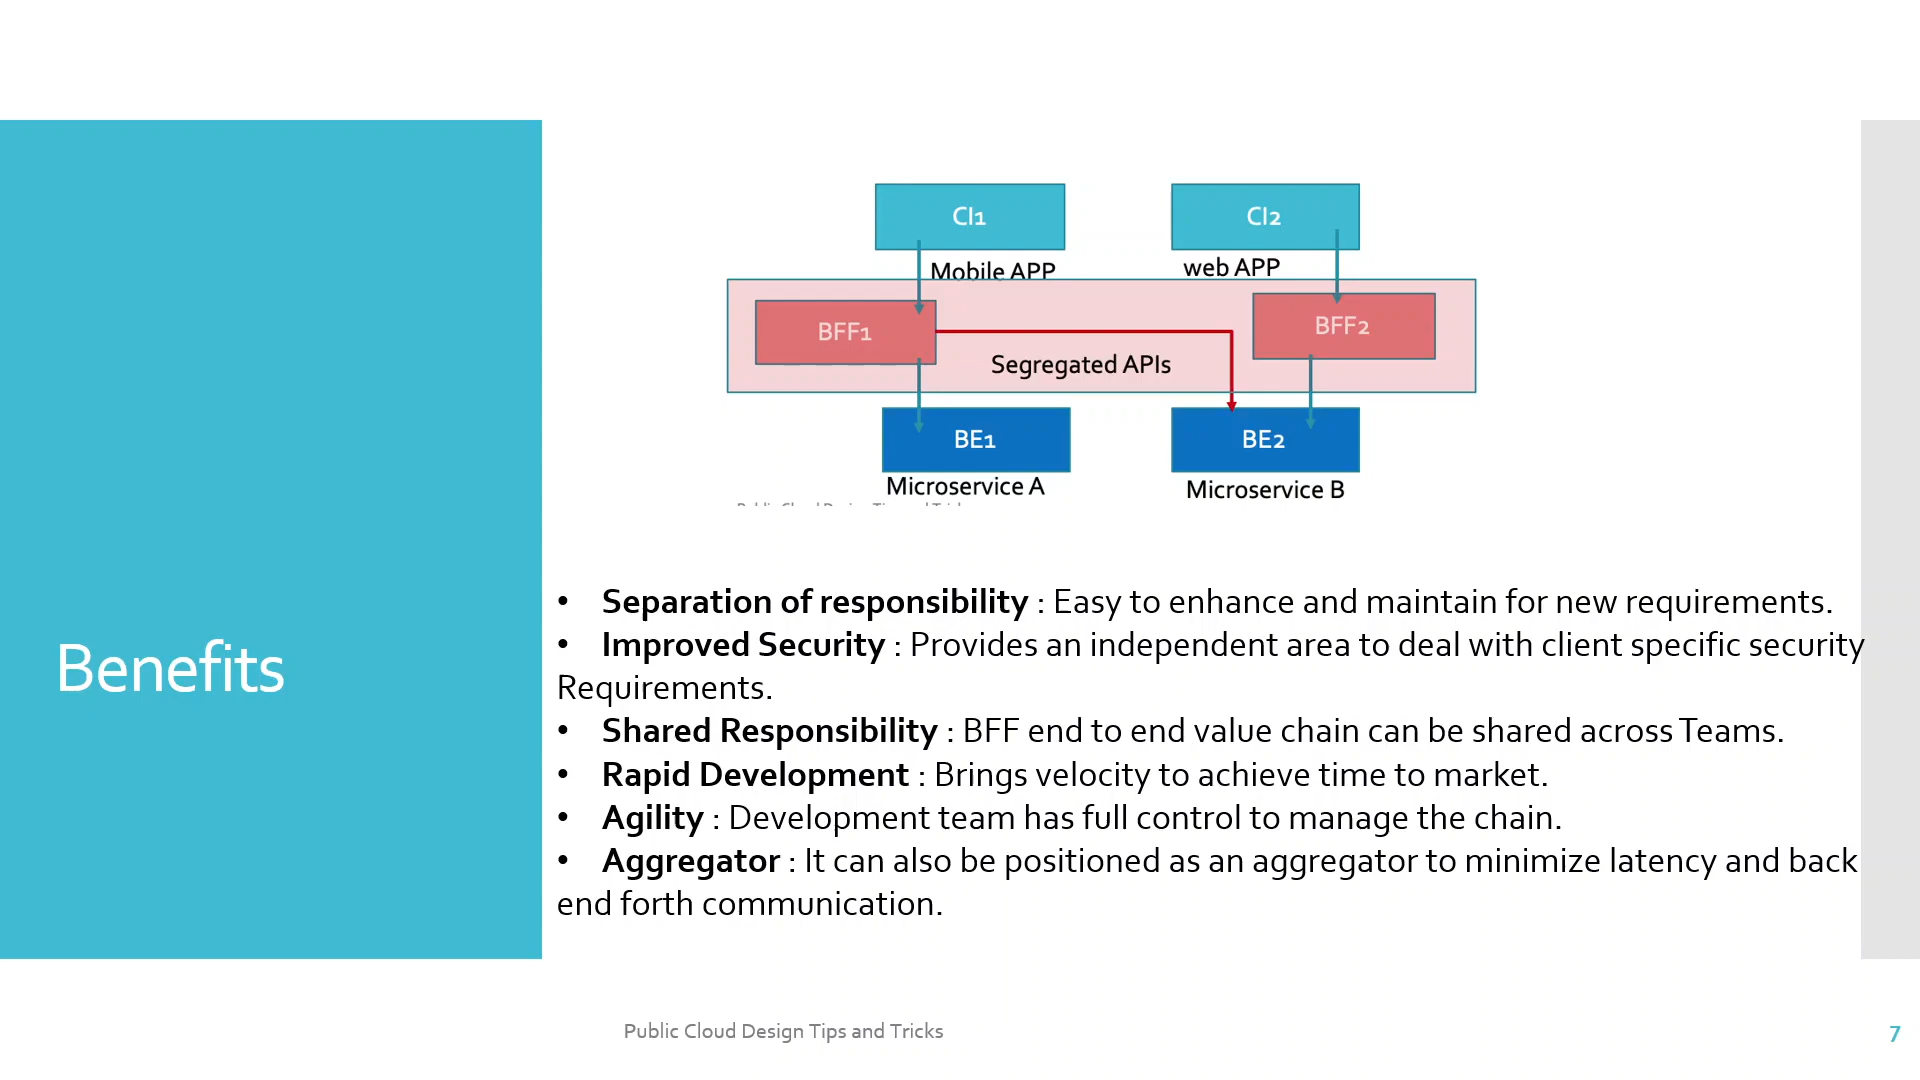 CI1
CI2
Mobile APP
web APP
BFF1
BFF2
Segregated APIs
BE1
BE2
Microservice A
Microservice B
Benefits
• Separation of responsibility : Easy to enhance and maintain for new requirements.
• Improved Security : Provides an independent area to deal with client specific security
Requirements.
• Shared Responsibility : BFF end to end value chain can be shared across Teams.
• Rapid Development : Brings velocity to achieve time to market.
• Agility : Development team has full control to manage the chain.
• Aggregator : It can also be positioned as an aggregator to minimize latency and back
end forth communication.
Public Cloud Design Tips and Tricks
7